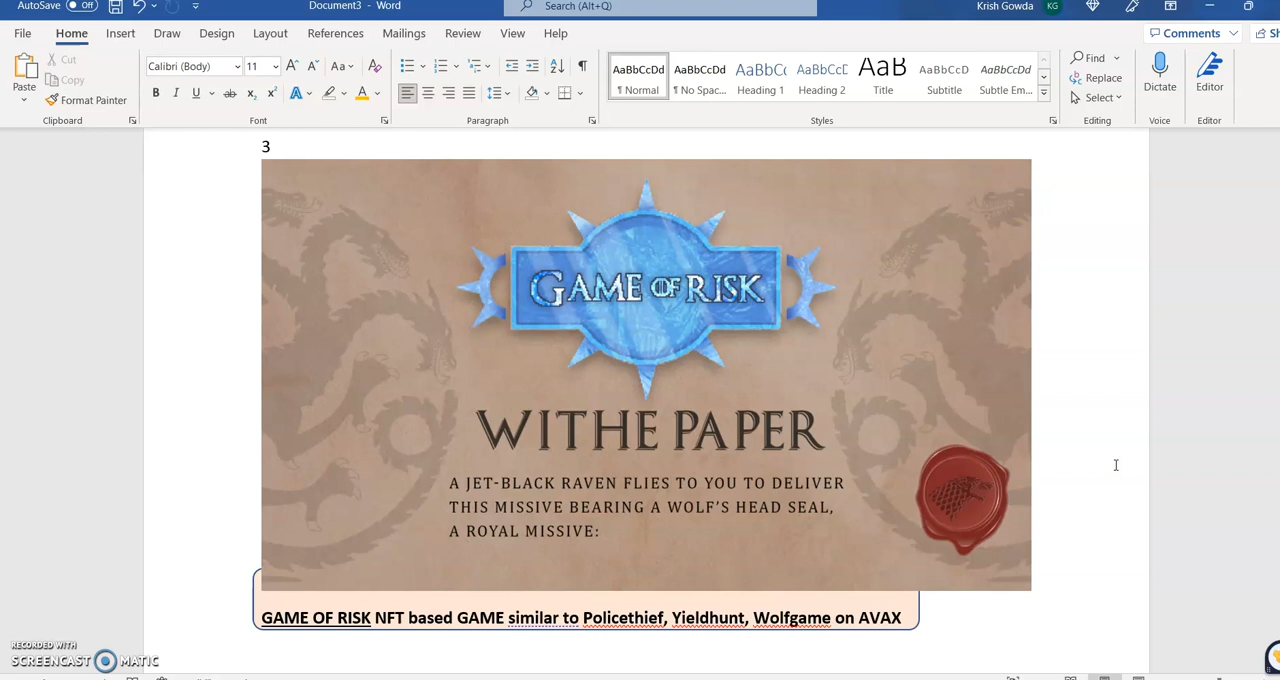 AutoSave Off
Document3 - Word
Search (Alt+Q)
Krish Gowda KG
File Home Insert Draw Design Layout References Mailings Review View Help
Comments
Sh
Paste
Cut
Copy
Format Painter
Clipboard
Calibri (Body) 11
Font
Paragraph
AaBbCcDd AaBbCcDd AaBbC( AaBbCcC AaB AaBbCcD AaBbCcDd
¶ Normal ¶ No Spac... Heading 1 Heading 2 Title Subtitle Subtle Em...
Styles
Find
Replace
Select
Editing
Dictate
Voice
Editor
Editor
3
GAME OF RISK
WITHE PAPER
A JET-BLACK RAVEN FLIES TO YOU TO DELIVER
THIS MISSIVE BEARING A WOLF'S HEAD SEAL,
A ROYAL MISSIVE:
GAME OF RISK NFT based GAME similar to Policethief, Yieldhunt, Wolfgame on AVAX
RECORDED WITH
SCREENCAST MATIC